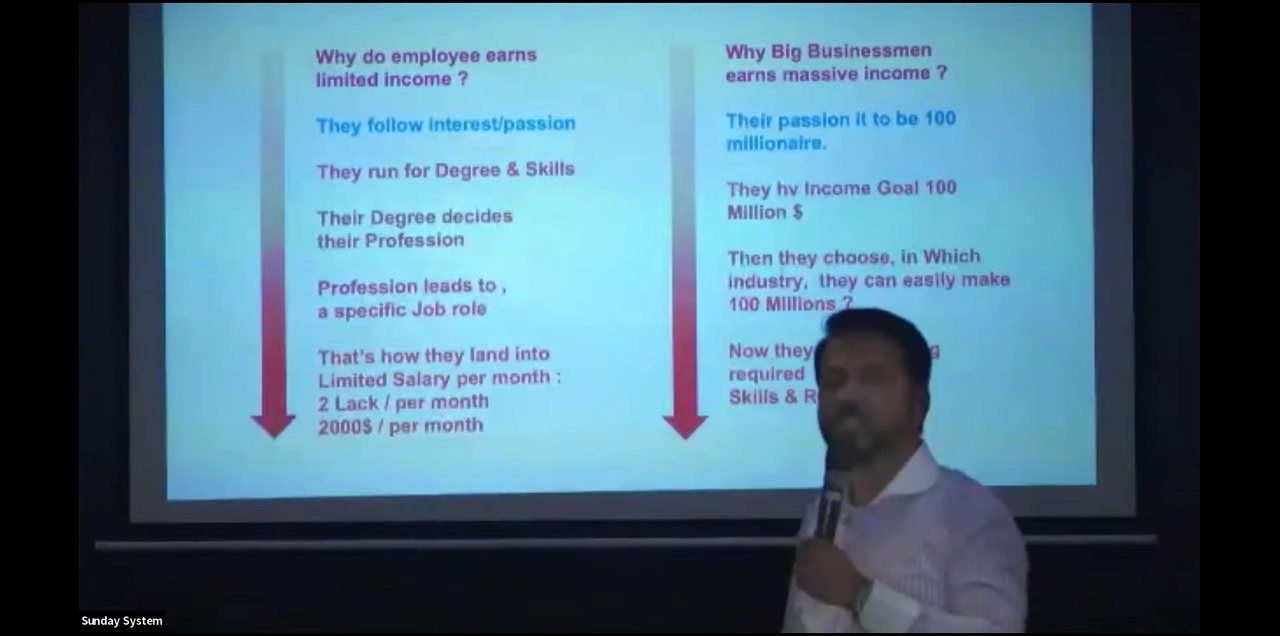 Why do employee earns
limited income ?
They follow interest/passion
They run for Degree & Skills
Their Degree decides
their Profession
Profession leads to ,
a specific Job role
That's how they land into
Limited Salary per month :
2 Lack / per month
2000$ / per month
Why Big Businessmen
earns massive income ?
Their passion it to be 100
millionaire.
They hv Income Goal 100
Million $
Then they choose, in Which
industry, they can easily make
100 Millions ?
Now they
required
Skills &
Sunday System